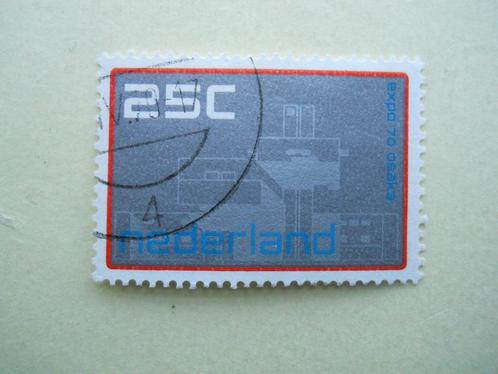 25c
nederland
expo 70 osaka
4